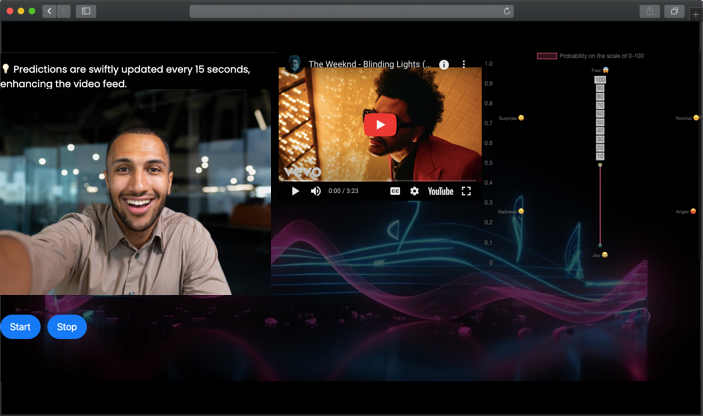 💡 Predictions are swiftly updated every 15 seconds,
enhancing the video feed.
Start
Stop
The Weeknd - Blinding Lights (...
vevo
0:00 / 3:23
CC
YouTube
Probability on the scale of 0-100
1.0
0.9
0.8
0.7
0.6
0.5
0.4
0.3
0.2
0.1
0
Fear 😱
100
90
80
70
60
50
40
30
20
10
Surprise 😮
Normal 😐
Sadness 😞
Anger 😡
Joy 😂